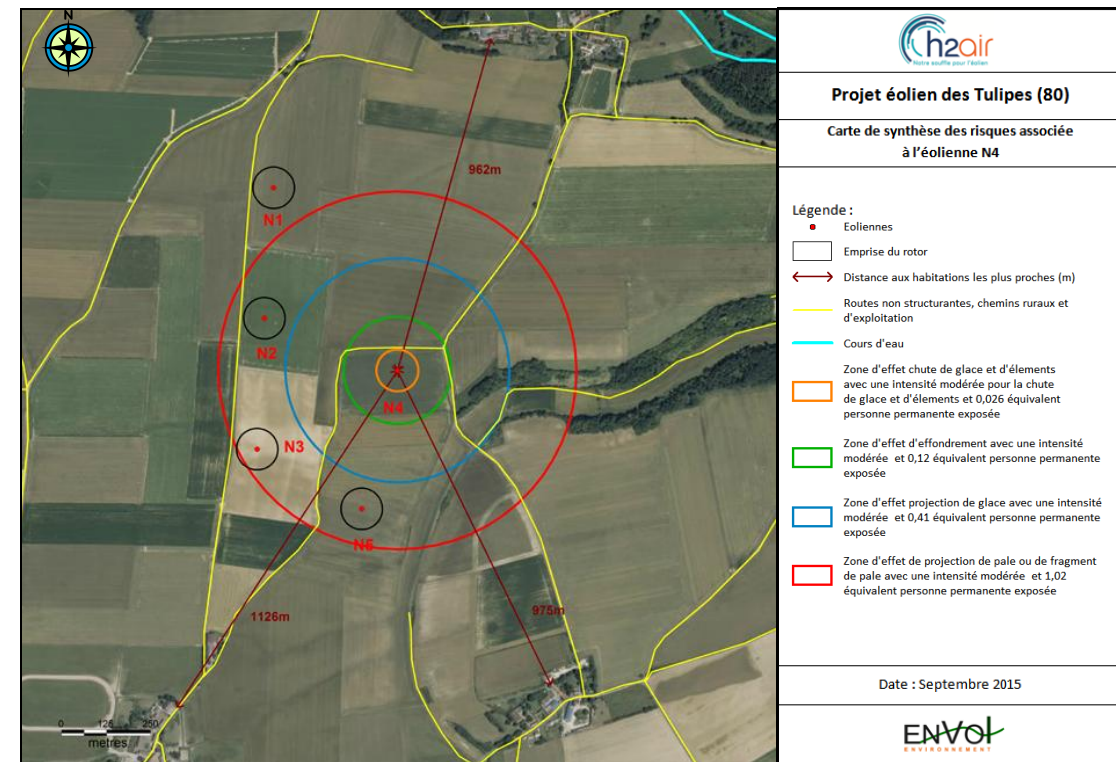 N
962m
N1
N2
N4
N3
N5
1126m
975m
0 125 250
metres
h2air
Notre souffle pour l'éolien
Projet éolien des Tulipes (80)
Carte de synthèse des risques associée
à l'éolienne N4
Légende :
Eoliennes
Emprise du rotor
Distance aux habitations les plus proches (m)
Routes non structurantes, chemins ruraux et
d'exploitation
Cours d'eau
Zone d'effet chute de glace et d'élements
avec une intensité modérée pour la chute
de glace et d'élements et 0,026 équivalent
personne permanente exposée
Zone d'effet d'effondrement avec une intensité
modérée et 0,12 équivalent personne permanente
exposée
Zone d'effet projection de glace avec une intensité
modérée et 0,41 équivalent personne permanente
exposée
Zone d'effet de projection de pale ou de fragment
de pale avec une intensité modérée et 1,02
équivalent personne permanente exposée
Date : Septembre 2015
ENVOL
ENVIRONNEMENT